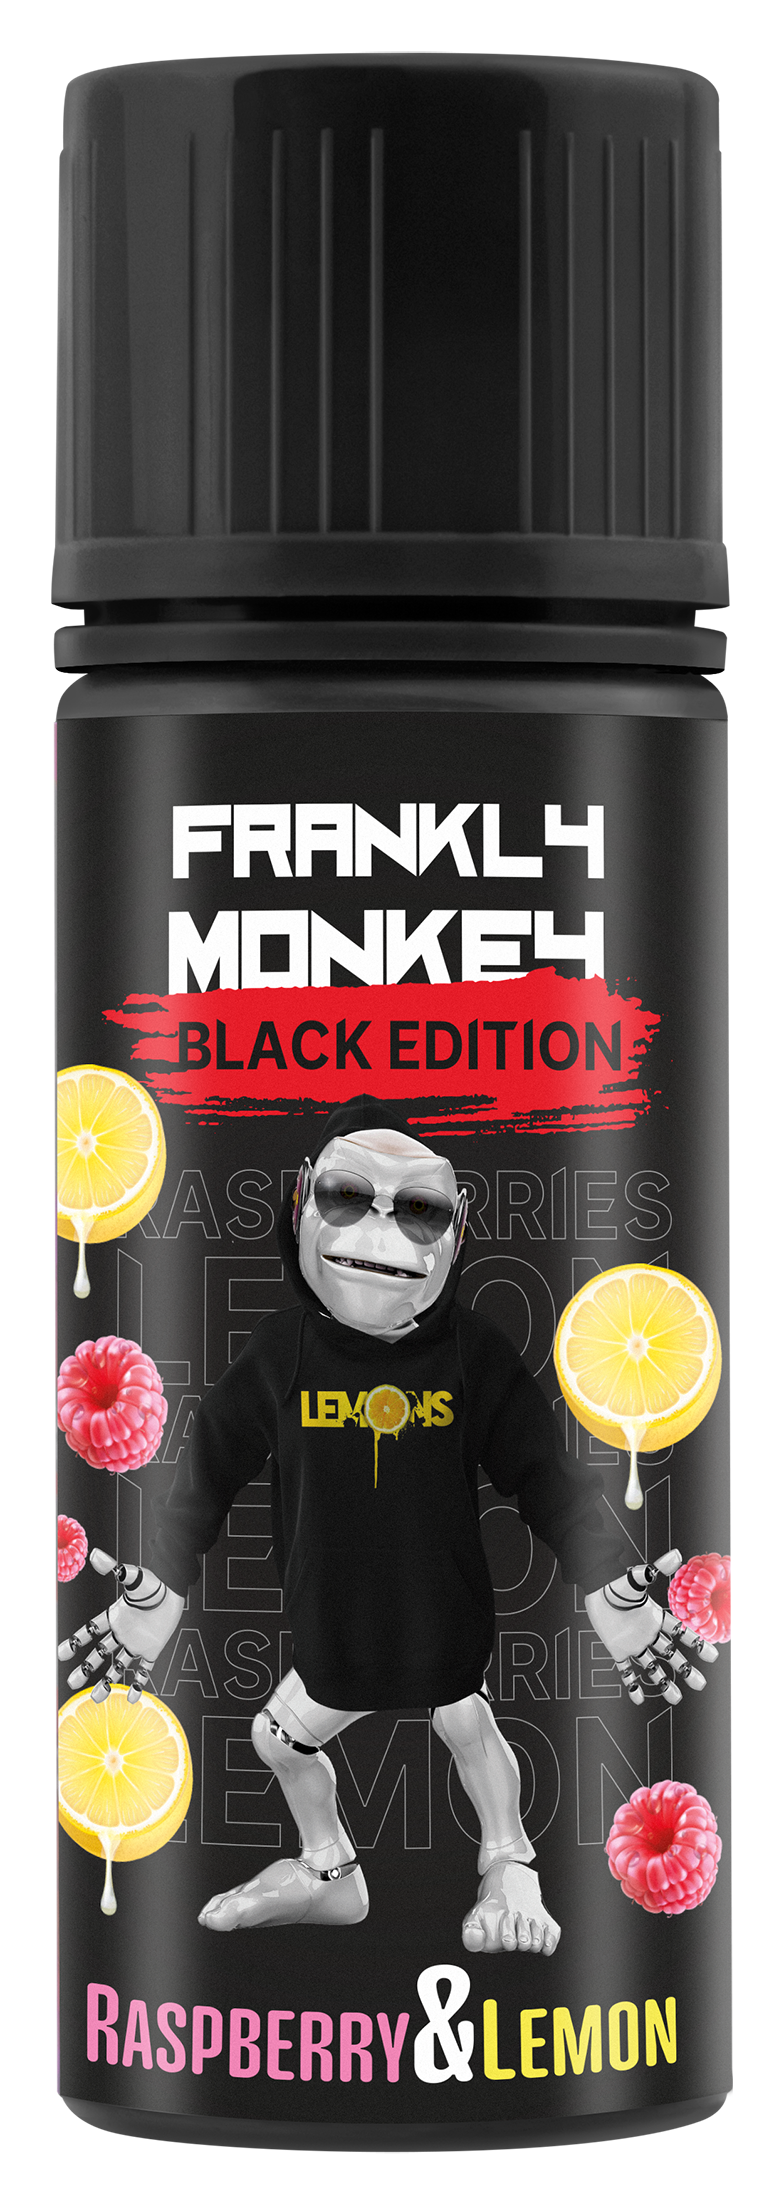 FRANKLY
MONKEY
BLACK EDITION
RASPBERRIES
LEMON
LEMONS
RASPBERRIES
LEMON
RASPBERRIES
LEMON
RASPBERRY&LEMON